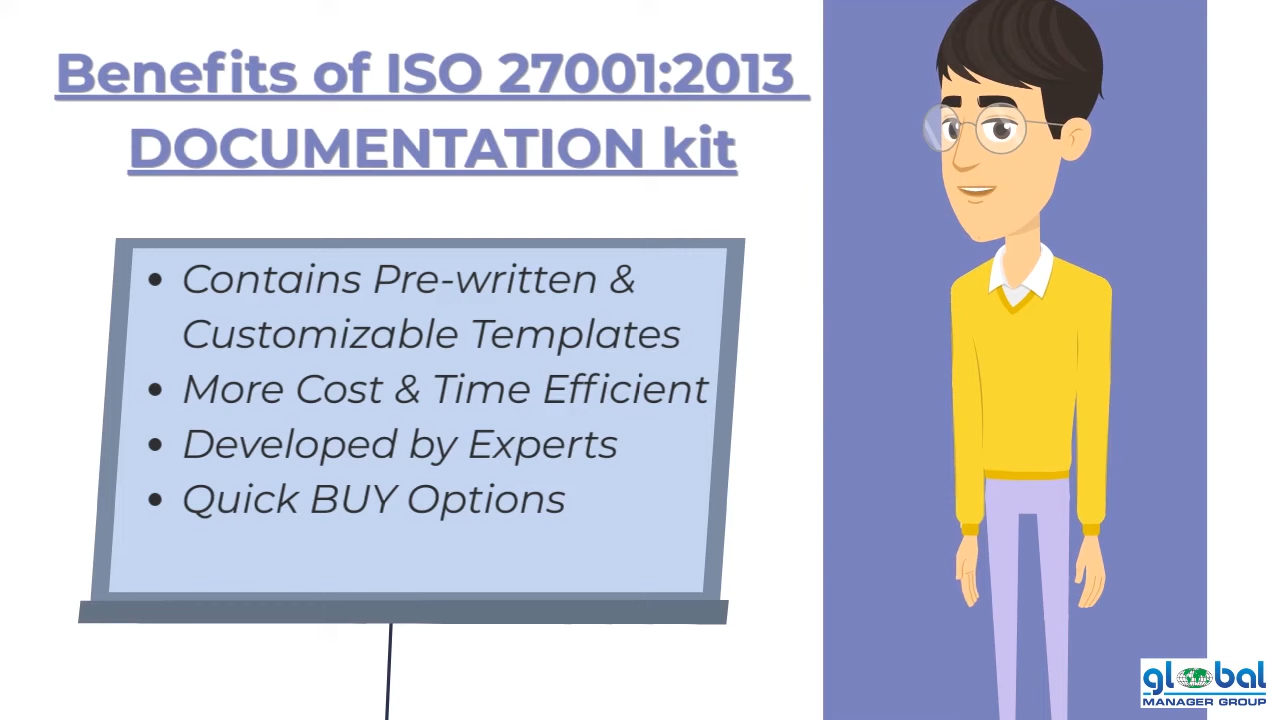 Benefits of ISO 27001:2013
DOCUMENTATION kit
• Contains Pre-written &
Customizable Templates
• More Cost & Time Efficient
• Developed by Experts
• Quick BUY Options
global
MANAGER GROUP